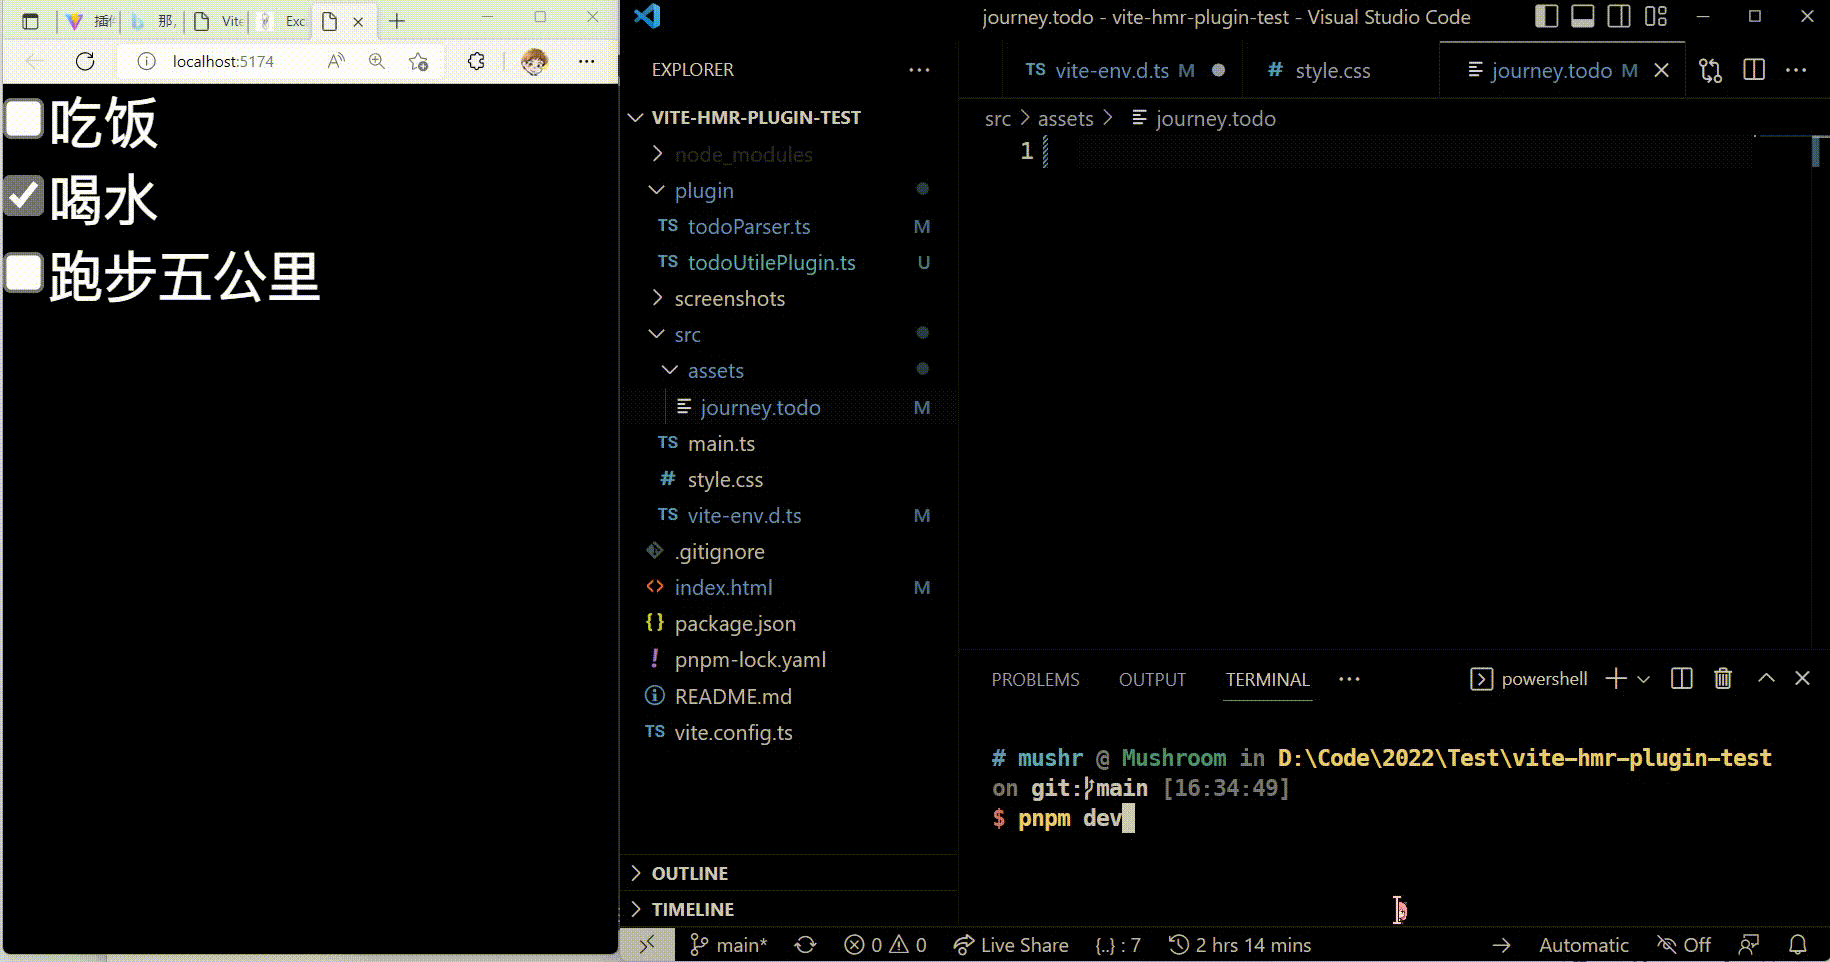 插件
那,
Vite
Exc
localhost:5174
吃饭
喝水
跑步五公里
journey.todo - vite-hmr-plugin-test - Visual Studio Code
EXPLORER
VITE-HMR-PLUGIN-TEST
node_modules
plugin
TS todoParser.ts M
TS todoUtilePlugin.ts U
screenshots
src
assets
journey.todo M
TS main.ts
# style.css
TS vite-env.d.ts M
.gitignore
<> index.html M
{} package.json
! pnpm-lock.yaml
README.md
TS vite.config.ts
OUTLINE
TIMELINE
TS vite-env.d.ts M
# style.css
journey.todo M
src > assets > journey.todo
1
PROBLEMS OUTPUT TERMINAL ··· powershell
# mushr @ Mushroom in D:\Code\2022\Test\vite-hmr-plugin-test
on git:main [16:34:49]
$ pnpm dev
main* 0 0 Live Share {..} : 7 2 hrs 14 mins Automatic Off